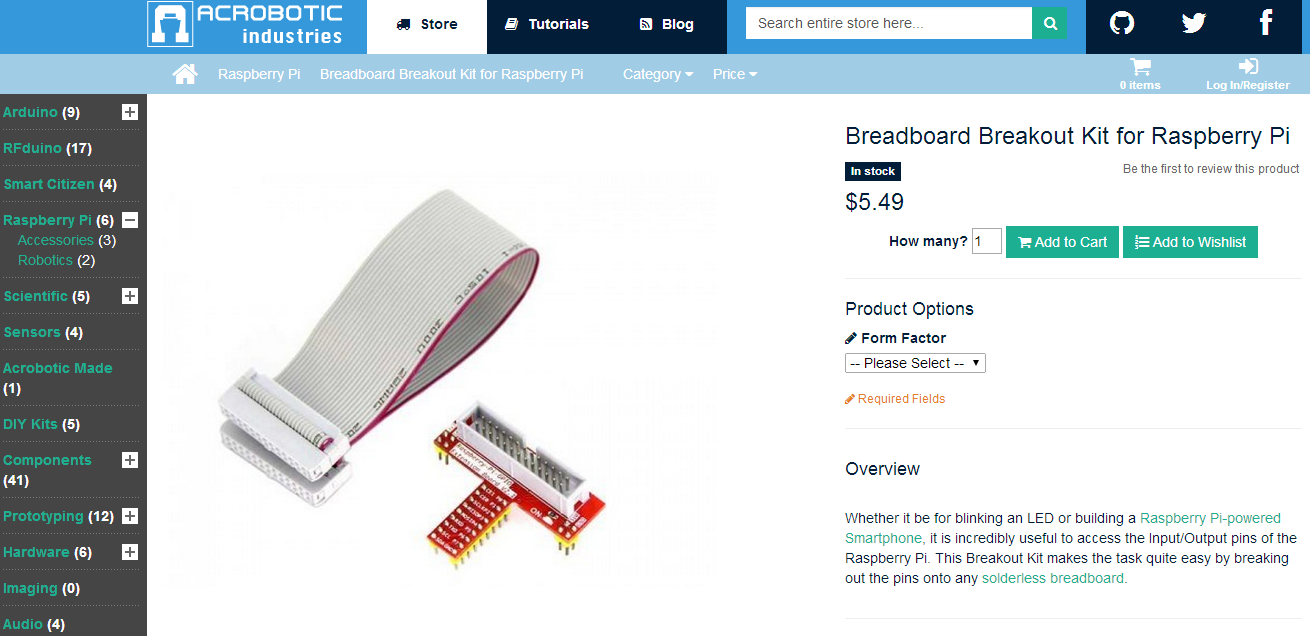 ACROBOTIC
industries
Store
Tutorials
Blog
Search entire store here...
Raspberry Pi
Breadboard Breakout Kit for Raspberry Pi
Category
Price
0 items
Log In/Register
Arduino (9)
RFduino (17)
Smart Citizen (4)
Raspberry Pi (6)
Accessories (3)
Robotics (2)
Scientific (5)
Sensors (4)
Acrobotic Made
(1)
DIY Kits (5)
Components
(41)
Prototyping (12)
Hardware (6)
Imaging (0)
Audio (4)
Raspberry-Pi-GPIO
ON
Breadboard Breakout Kit for Raspberry Pi
In stock
Be the first to review this product
$5.49
How many? 1
Add to Cart
Add to Wishlist
Product Options
Form Factor
-- Please Select --
Required Fields
Overview
Whether it be for blinking an LED or building a Raspberry Pi-powered
Smartphone, it is incredibly useful to access the Input/Output pins of the
Raspberry Pi. This Breakout Kit makes the task quite easy by breaking
out the pins onto any solderless breadboard.